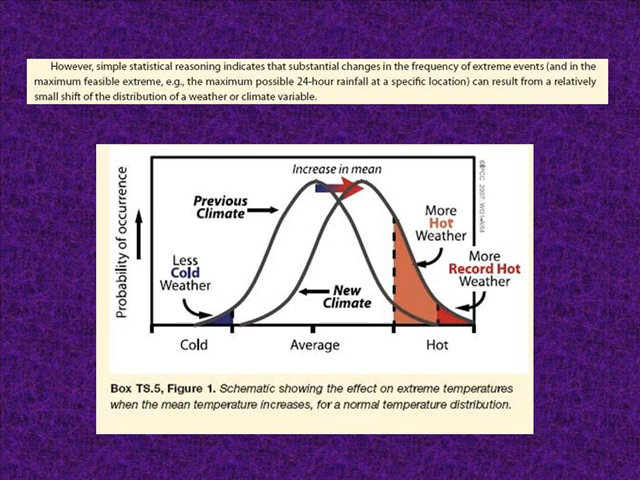 However, simple statistical reasoning indicates that substantial changes in the frequency of extreme events (and in the
maximum feasible extreme, e.g., the maximum possible 24-hour rainfall at a specific location) can result from a relatively
small shift of the distribution of a weather or climate variable.
Increase in mean
Previous
Climate
Probability of occurrence
More
Hot
Weather
Less
Cold
Weather
More
Record Hot
Weather
New
Climate
Cold
Average
Hot
Box TS.5, Figure 1. Schematic showing the effect on extreme temperatures
when the mean temperature increases, for a normal temperature distribution.